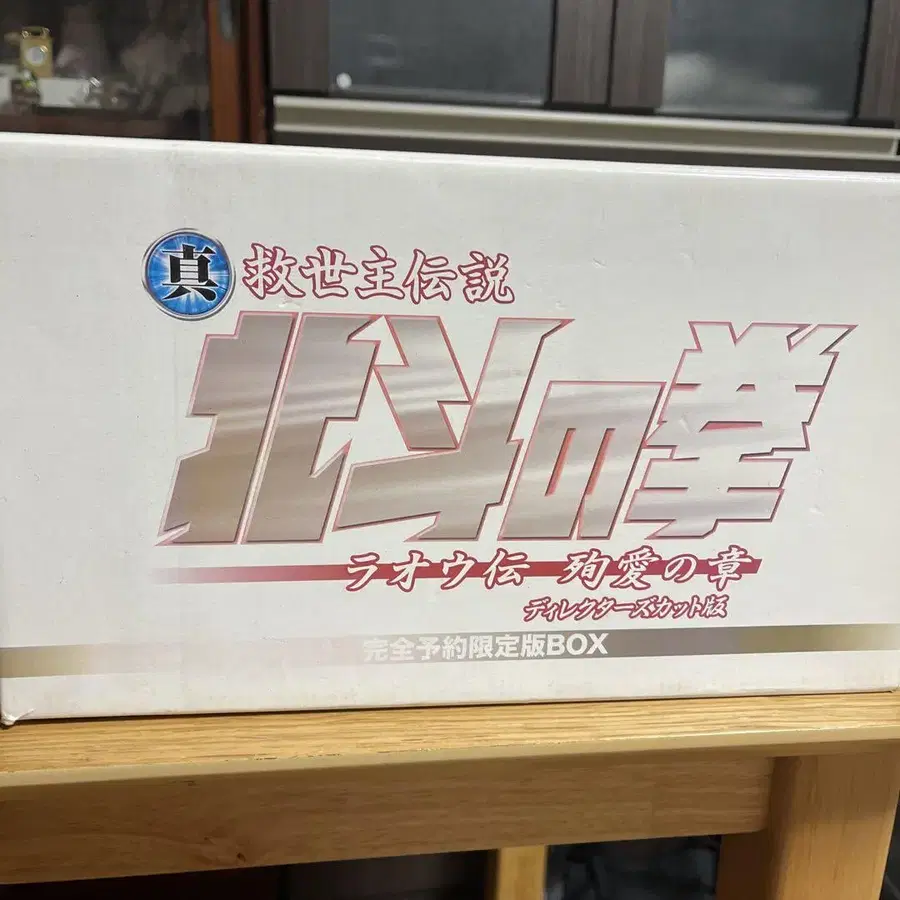 真 救世主伝説
北斗の拳
ラオウ伝 殉愛の章
ディレクターズカット版
完全予約限定版BOX